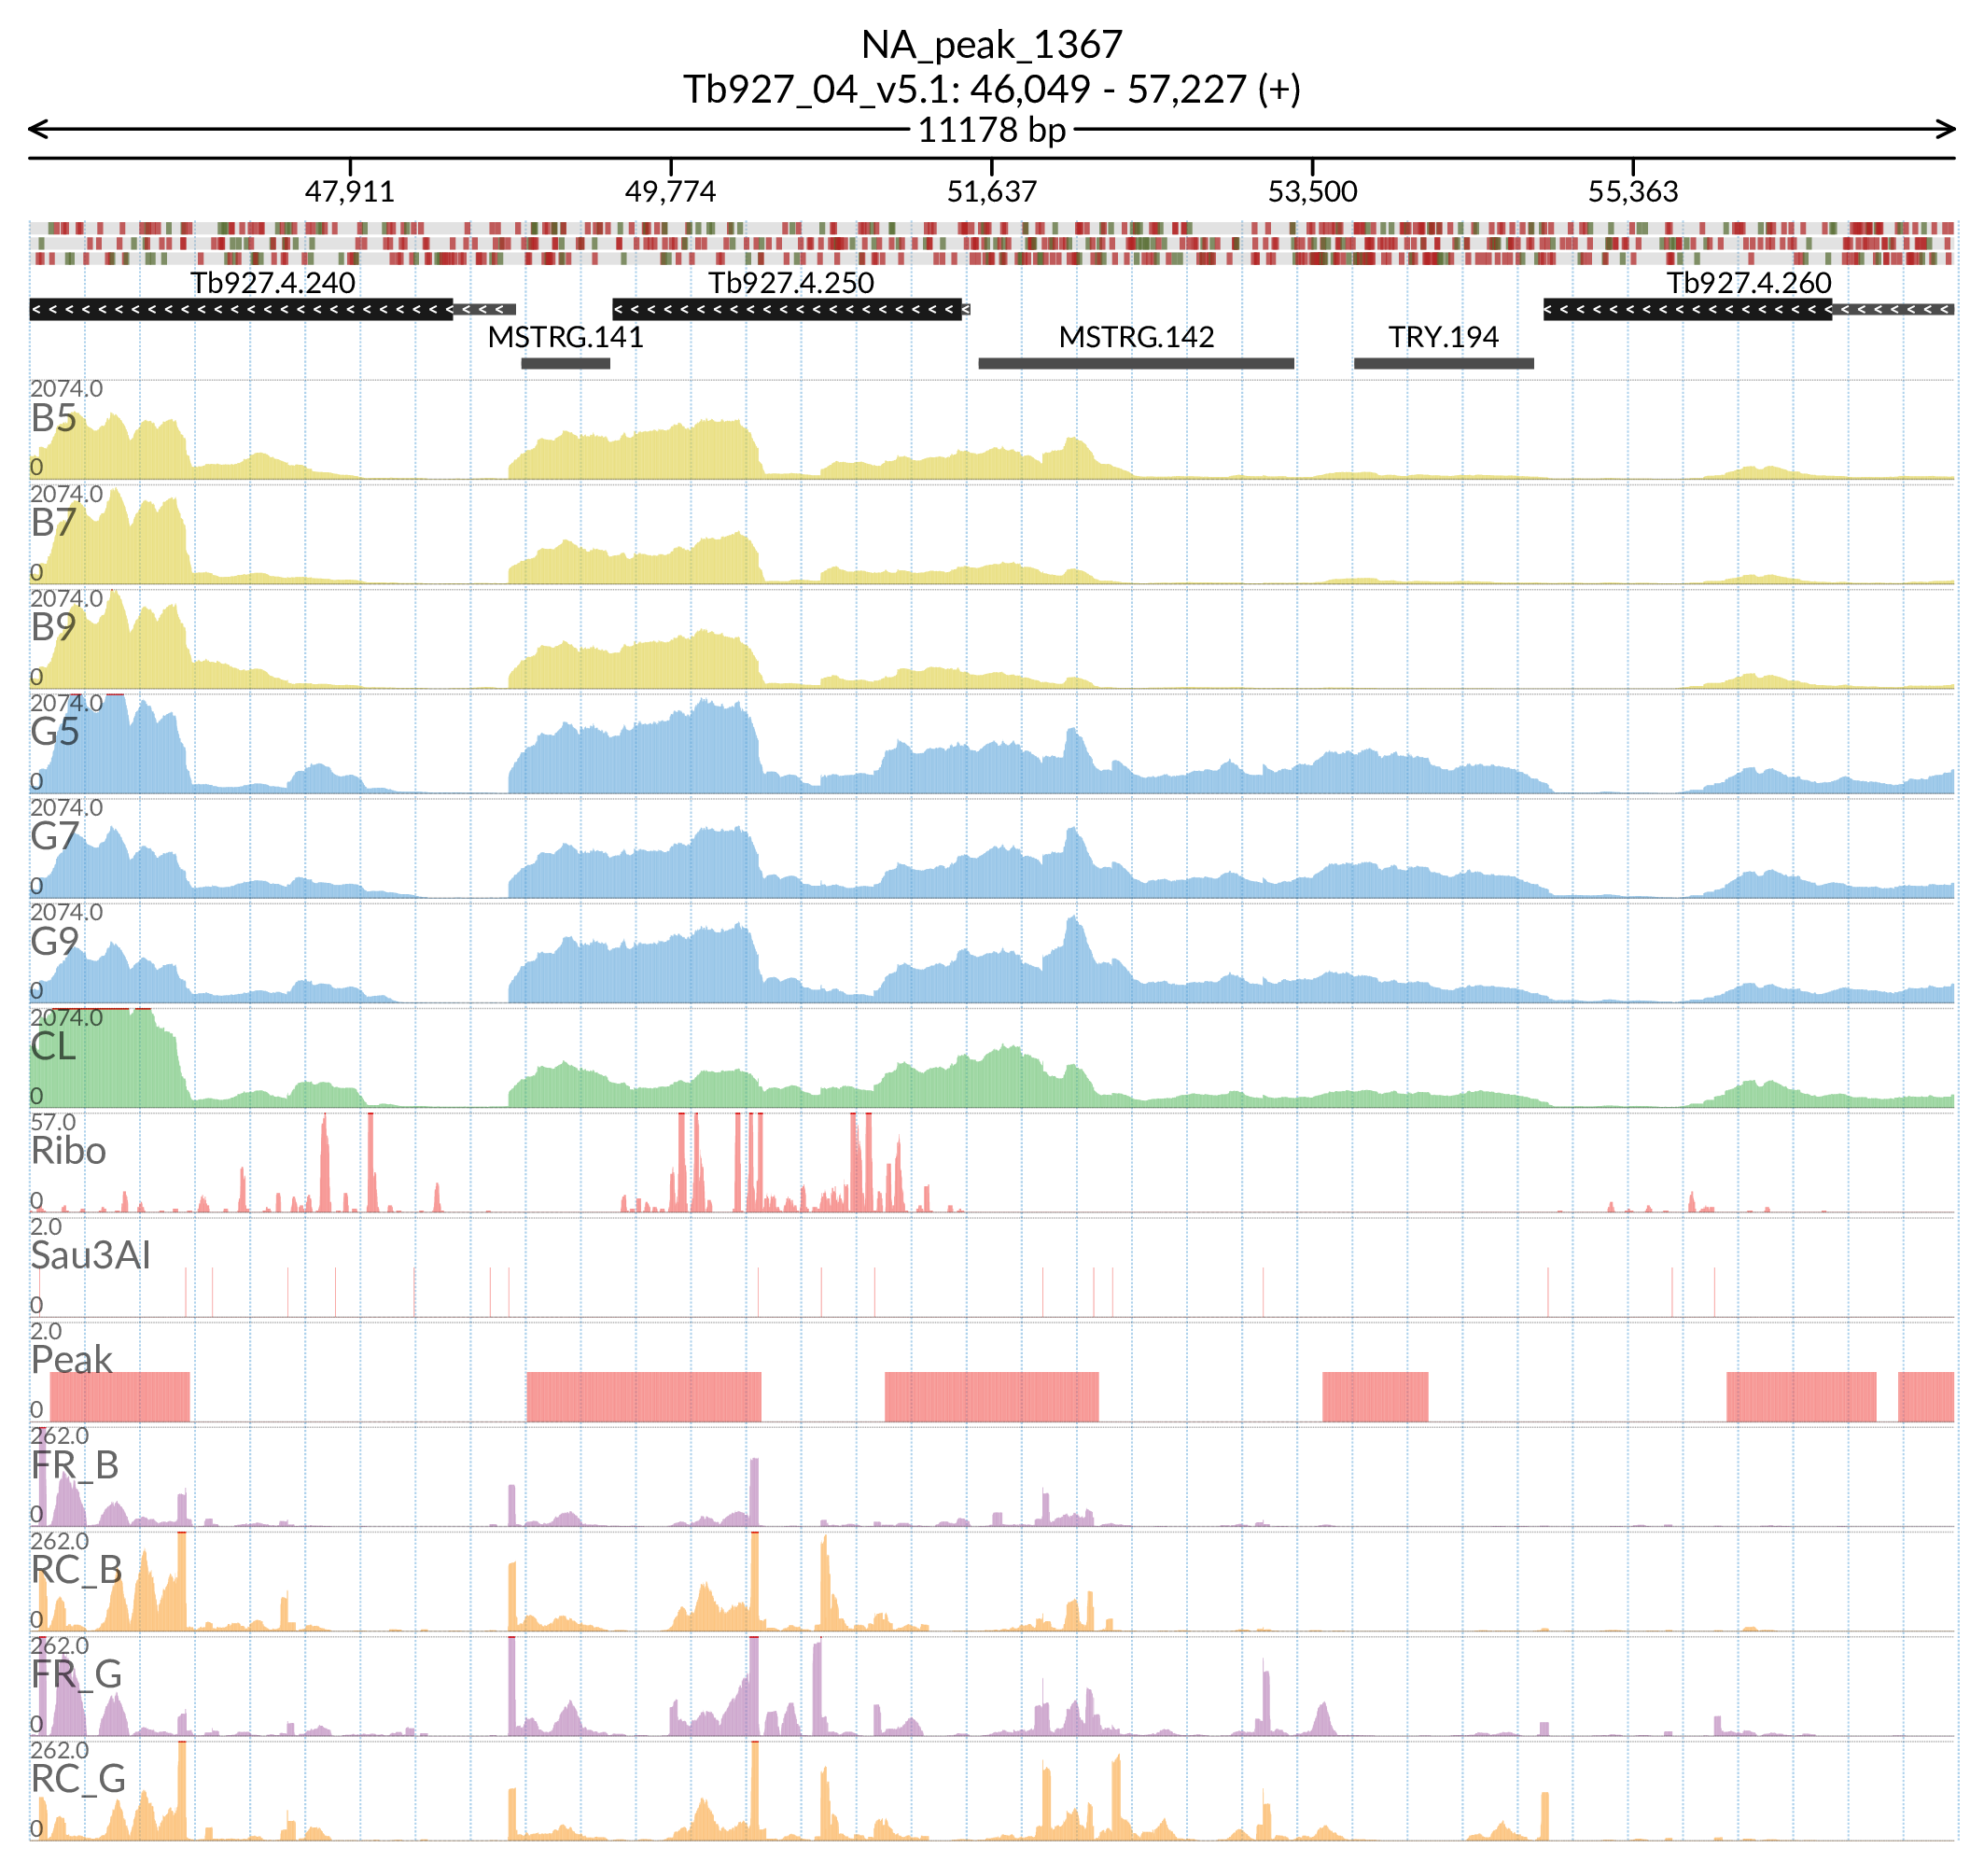 NA_peak_1367
Tb927_04_v5.1: 46,049 - 57,227 (+)
11178 bp
47,911 49,774 51,637 53,500 55,363
Tb927.4.240 Tb927.4.250 Tb927.4.260
MSTRG.141 MSTRG.142 TRY.194
2074.0
B5
0
2074.0
B7
0
2074.0
B9
0
2074.0
G5
0
2074.0
G7
0
2074.0
G9
0
2074.0
CL
0
57.0
Ribo
0
2.0
Sau3AI
0
2.0
Peak
0
262.0
FR_B
0
262.0
RC_B
0
262.0
FR_G
0
262.0
RC_G
0